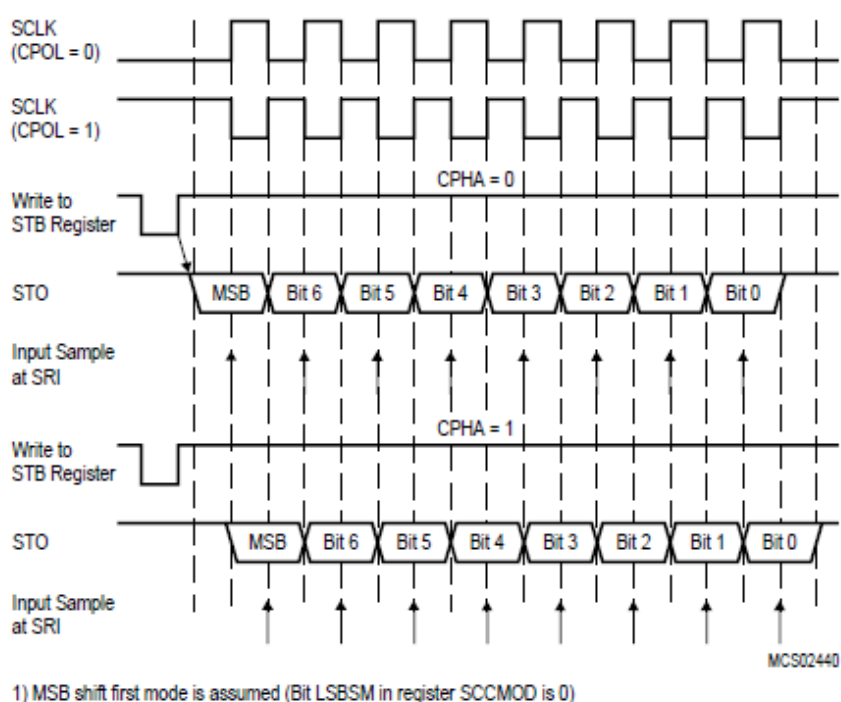 SCLK
(CPOL = 0)
SCLK
(CPOL = 1)
CPHA = 0
Write to
STB Register
STO
MSB Bit 6 Bit 5 Bit 4 Bit 3 Bit 2 Bit 1 Bit 0
Input Sample
at SRI
CPHA = 1
Write to
STB Register
STO
MSB Bit 6 Bit 5 Bit 4 Bit 3 Bit 2 Bit 1 Bit 0
Input Sample
at SRI
MCS02440
1) MSB shift first mode is assumed (Bit LSBSM in register SCCMOD is 0)